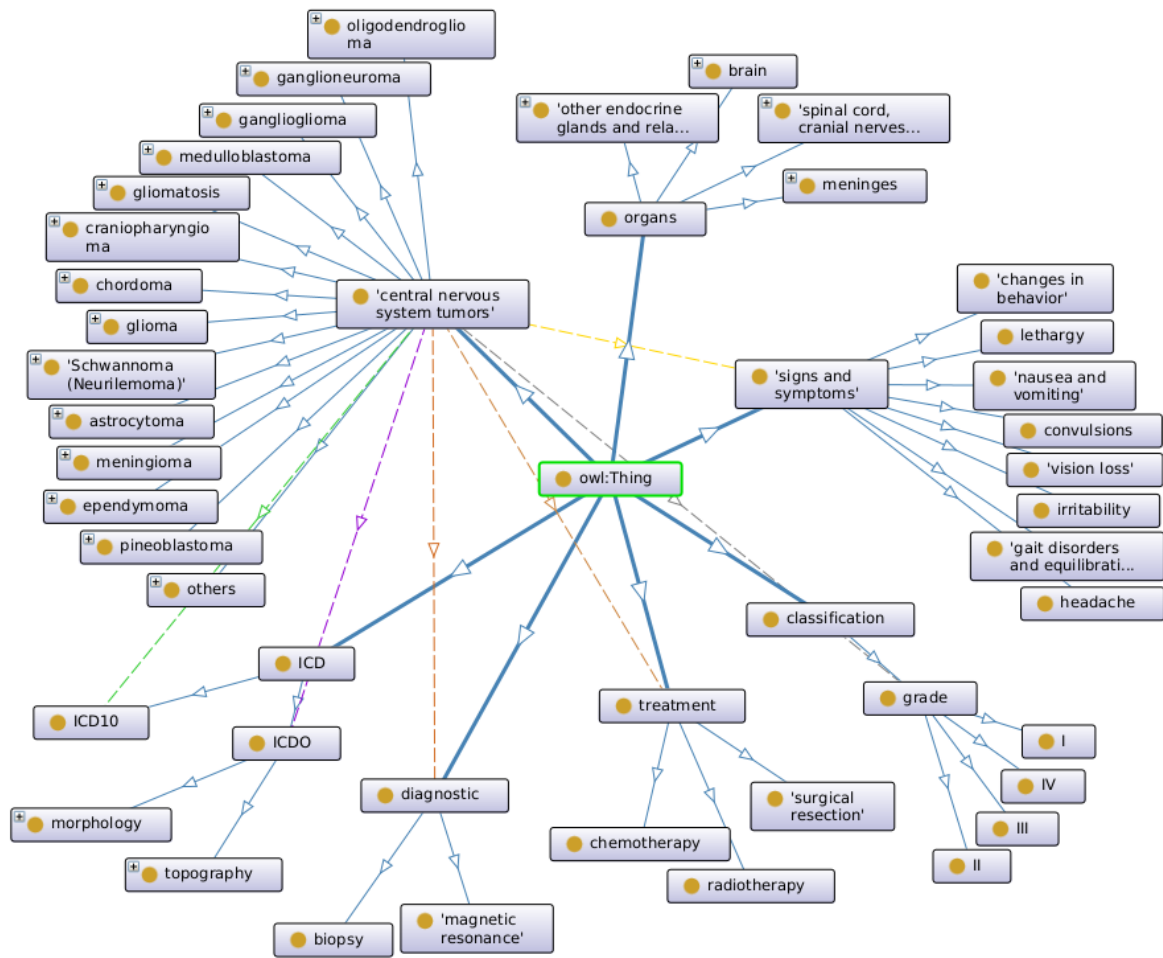 oligodendroglio
ma
ganglioneuroma
ganglioglioma
medulloblastoma
gliomatosis
craniopharyngio
ma
chordoma
glioma
'Schwannoma
(Neurilemoma)'
astrocytoma
meningioma
ependymoma
pineoblastoma
others
'central nervous
system tumors'
brain
'other endocrine
glands and rela...
'spinal cord,
cranial nerves...
meninges
organs
'changes in
behavior'
lethargy
'nausea and
vomiting'
convulsions
'vision loss'
irritability
'gait disorders
and equilibrati...
headache
'signs and
symptoms'
owl:Thing
classification
grade
I
IV
III
II
treatment
'surgical
resection'
chemotherapy
radiotherapy
ICD
ICD10
ICDO
morphology
topography
diagnostic
biopsy
'magnetic
resonance'